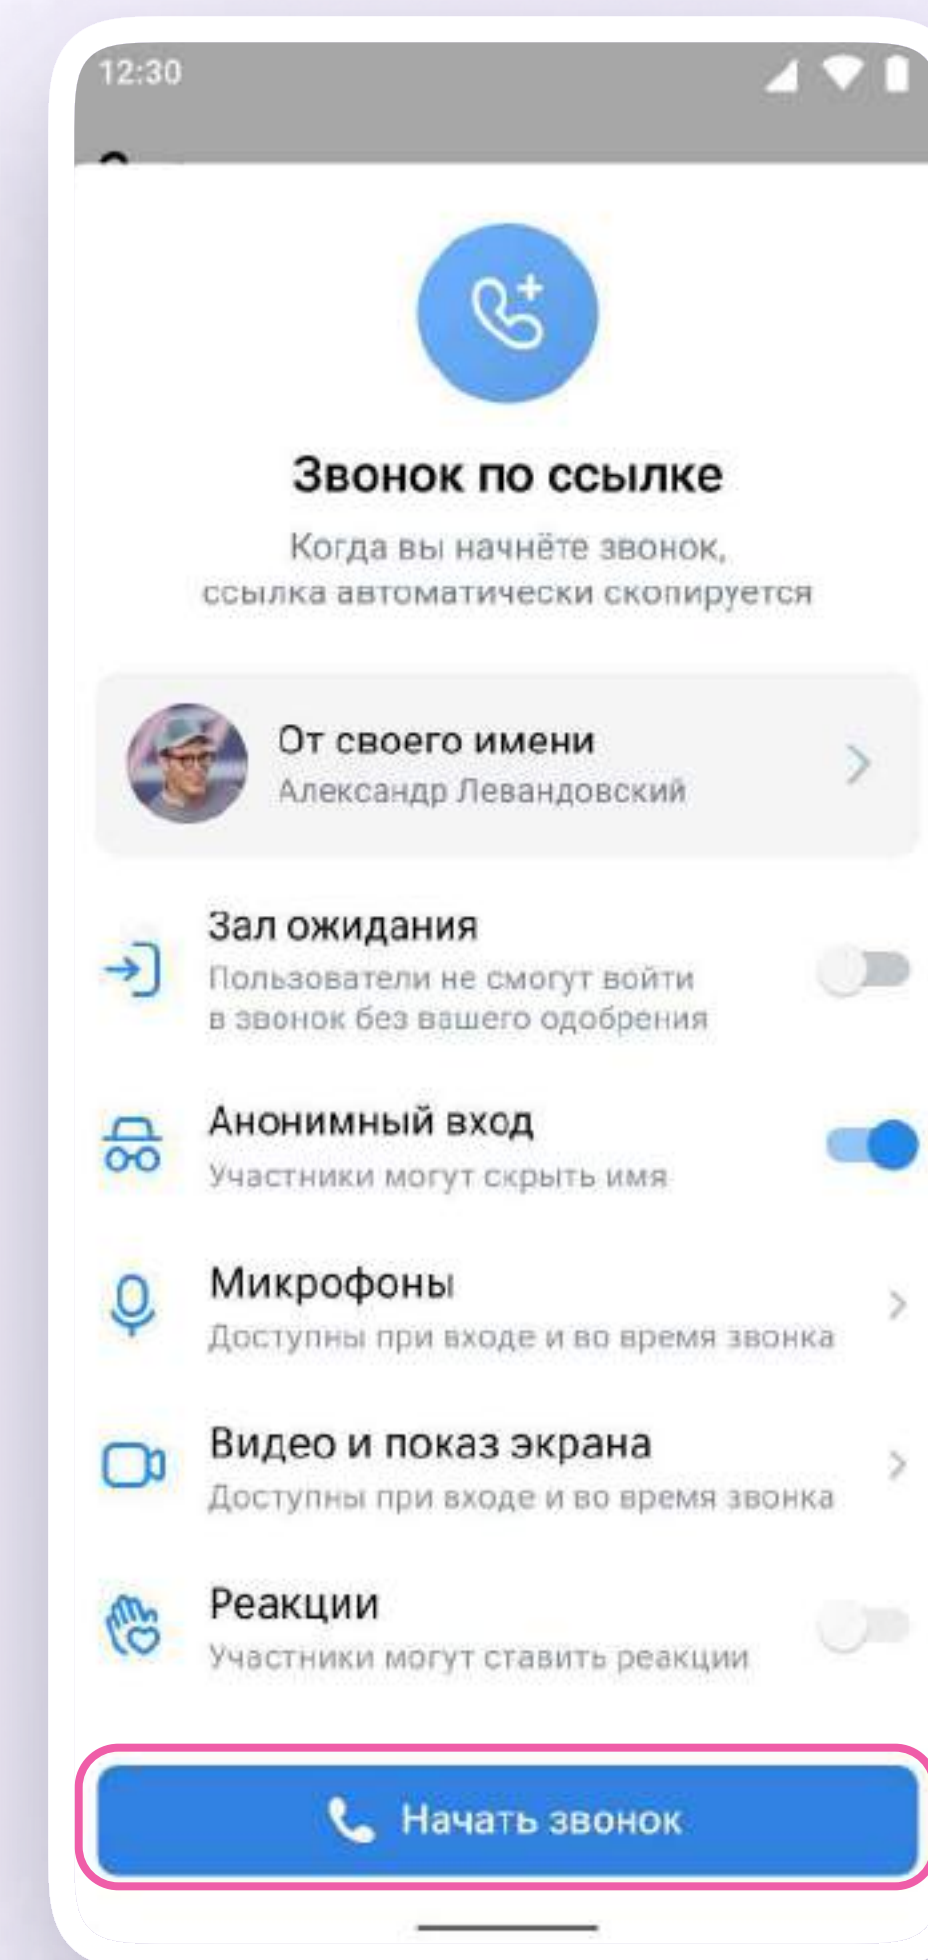 12:30
Звонок по ссылке
Когда вы начнёте звонок,
ссылка автоматически скопируется
От своего имени
Александр Левандовский
Зал ожидания
Пользователи не смогут войти
в звонок без вашего одобрения
Анонимный вход
Участники могут скрыть имя
Микрофоны
Доступны при входе и во время звонка
Видео и показ экрана
Доступны при входе и во время звонка
Реакции
Участники могут ставить реакции
Начать звонок